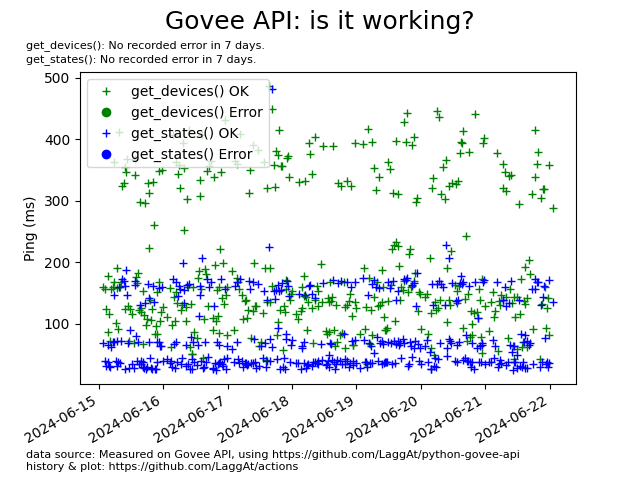 Govee API: is it working?
get_devices(): No recorded error in 7 days.
get_states(): No recorded error in 7 days.
get_devices() OK
get_devices() Error
get_states() OK
get_states() Error
Ping (ms)
500
400
300
200
100
2024-06-15
2024-06-16
2024-06-17
2024-06-18
2024-06-19
2024-06-20
2024-06-21
2024-06-22
data source: Measured on Govee API, using https://github.com/LaggAt/python-govee-api
history & plot: https://github.com/LaggAt/actions